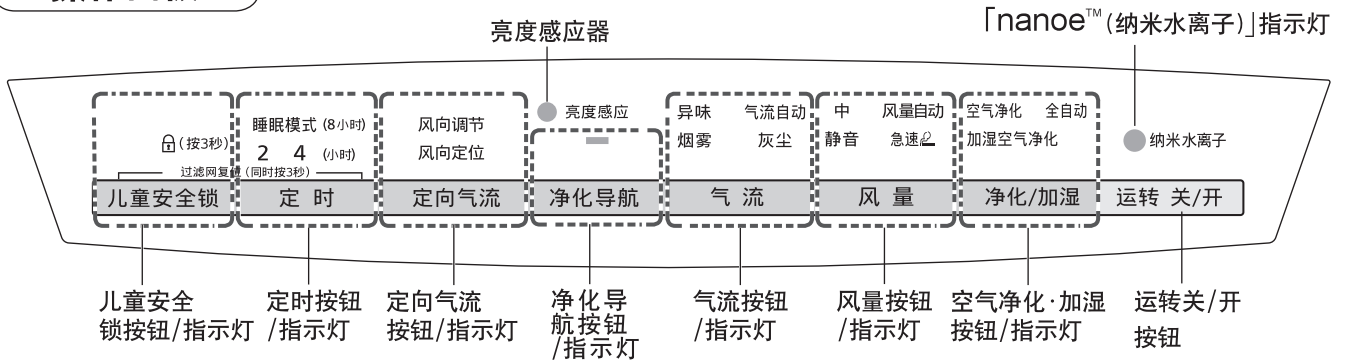 亮度感应器
「nanoe™(纳米水离子)」指示灯
异味 气流自动
中 风量自动
空气净化 全自动
亮度感应
睡眠模式 (8小时)
风向调节
(按3秒)
烟雾 灰尘
静音 急速
加湿空气净化
纳米水离子
2 4 (小时)
风向定位
过滤网复位(同时按3秒)
儿童安全锁 定时 定向气流 净化导航 气流 风量 净化/加湿 运转 关/开
儿童安全
锁按钮/指示灯
定时按钮
/指示灯
定向气流
按钮/指示灯
净化导
航按钮
/指示灯
气流按钮
/指示灯
风量按钮
/指示灯
空气净化·加湿
按钮/指示灯
运转关/开
按钮